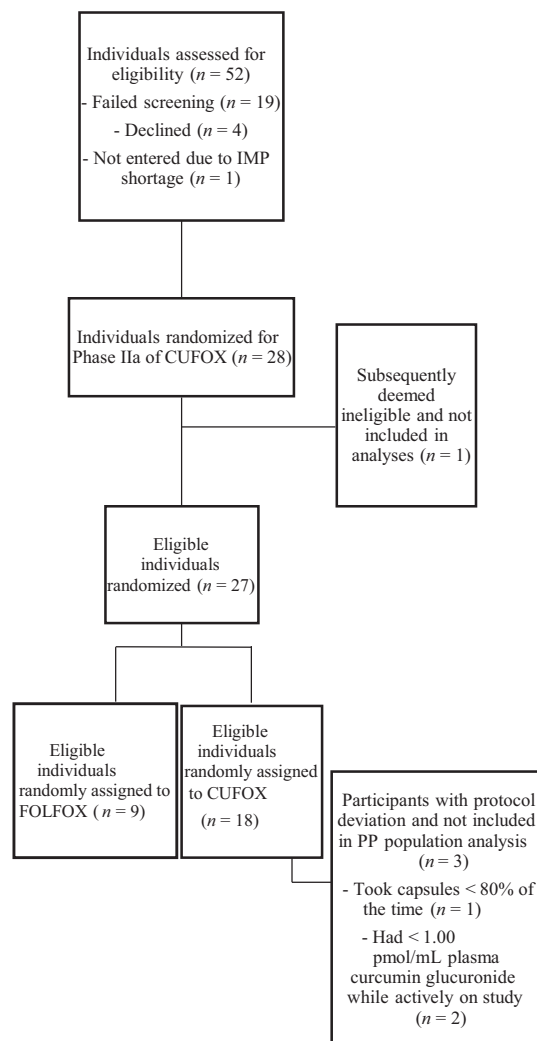 Individuals assessed for
eligibility (n = 52)
- Failed screening (n = 19)
- Declined (n = 4)
- Not entered due to IMP
shortage (n = 1)
Individuals randomized for
Phase IIa of CUFOX (n = 28)
Subsequently
deemed
ineligible and not
included in
analyses (n = 1)
Eligible
individuals
randomized (n = 27)
Eligible
individuals
randomly assigned to
FOLFOX ( n = 9)
Eligible
individuals
randomly assigned
to CUFOX
(n = 18)
Participants with protocol
deviation and not included
in PP population analysis
(n = 3)
- Took capsules < 80% of
the time (n = 1)
- Had < 1.00
pmol/mL plasma
curcumin glucuronide
while actively on study
(n = 2)